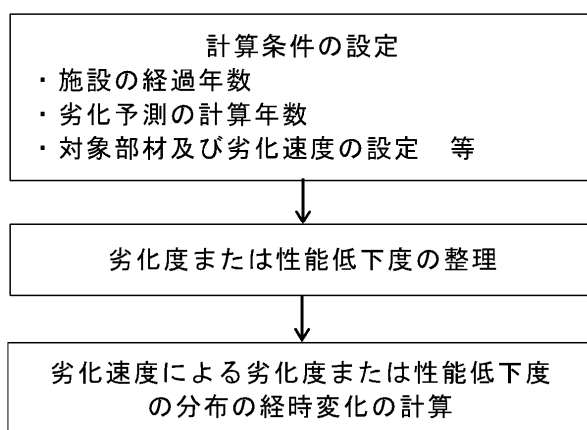 計算条件の設定
・施設の経過年数
・劣化予測の計算年数
・対象部材及び劣化速度の設定　等
劣化度または性能低下度の整理
劣化速度による劣化度または性能低下度
の分布の経時変化の計算